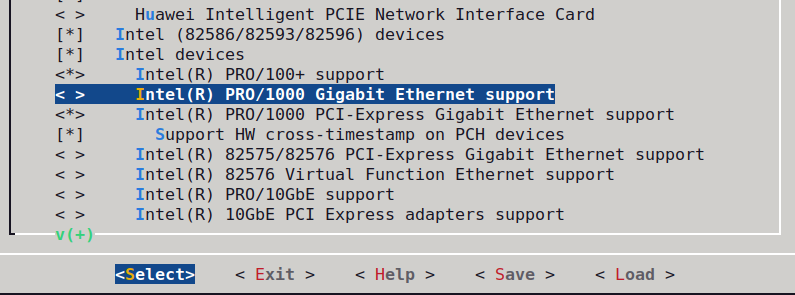 < > Huawei Intelligent PCIE Network Interface Card
[*] Intel (82586/82593/82596) devices
[*] Intel devices
<*> Intel(R) PRO/100+ support
< > Intel(R) PRO/1000 Gigabit Ethernet support
<*> Intel(R) PRO/1000 PCI-Express Gigabit Ethernet support
[*] Support HW cross-timestamp on PCH devices
< > Intel(R) 82575/82576 PCI-Express Gigabit Ethernet support
< > Intel(R) 82576 Virtual Function Ethernet support
< > Intel(R) PRO/10GbE support
< > Intel(R) 10GbE PCI Express adapters support
v(+)
<Select> < Exit > < Help > < Save > < Load >